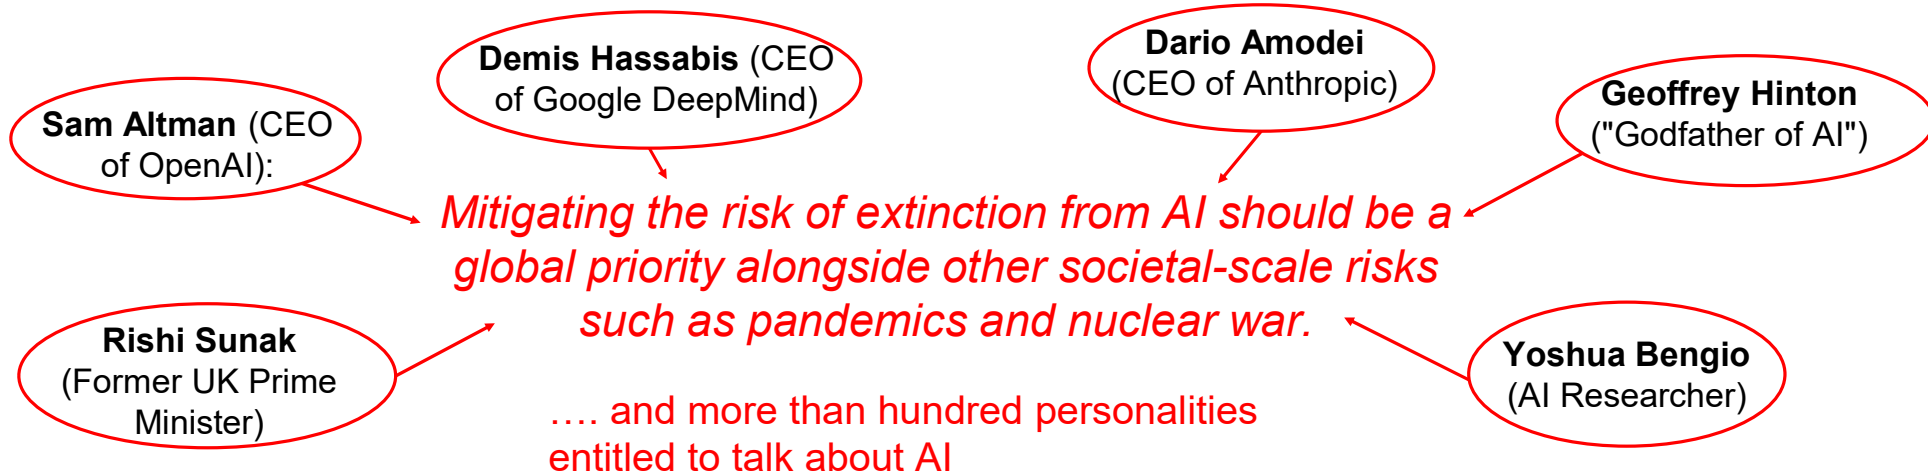 Sam Altman (CEO
of OpenAI):
Demis Hassabis (CEO
of Google DeepMind)
Dario Amodei
(CEO of Anthropic)
Geoffrey Hinton
("Godfather of AI")
Mitigating the risk of extinction from AI should be a
global priority alongside other societal-scale risks
such as pandemics and nuclear war.
Rishi Sunak
(Former UK Prime
Minister)
Yoshua Bengio
(AI Researcher)
…. and more than hundred personalities
entitled to talk about AI